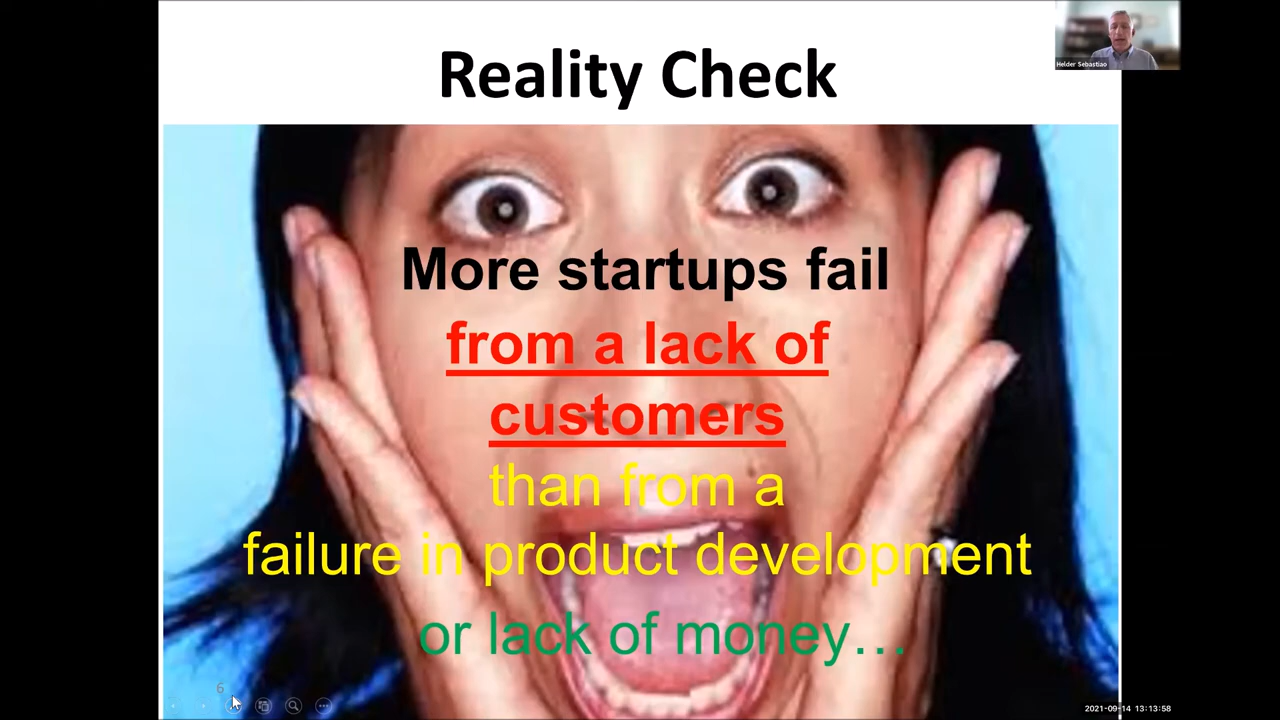 Reality Check
Helder Sebastiao
More startups fail
from a lack of
customers
than from a
failure in product development
or lack of money…
6
2021-09-14 13:13:58